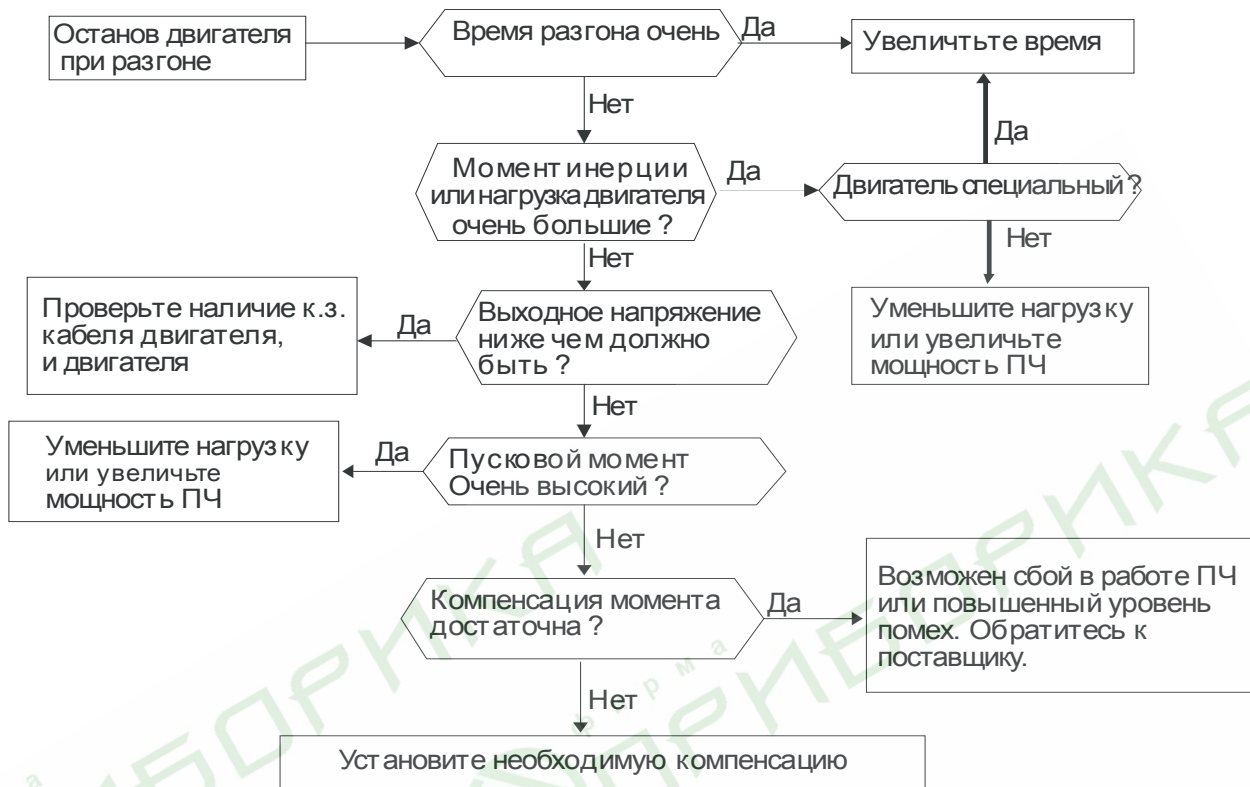 Останов двигателя
при разгоне
Время разгона очень
Да
Увеличтьте время
Нет
Да
Момент инерции
или нагрузка двигателя
очень большие ?
Да
Двигатель специальный ?
Нет
Нет
Проверьте наличие к.з.
кабеля двигателя,
и двигателя
Да
Выходное напряжение
ниже чем должно
быть ?
Уменьшите нагрузку
или увеличьте
мощность ПЧ
Нет
Уменьшите нагрузку
или увеличьте
мощность ПЧ
Да
Пусковой момент
Очень высокий ?
Нет
Компенсация момента
достаточна ?
Да
Возможен сбой в работе ПЧ
или повышенный уровень
помех. Обратитесь к
поставщику.
Нет
Установите необходимую компенсацию
фирма
ПРИБОРИКА